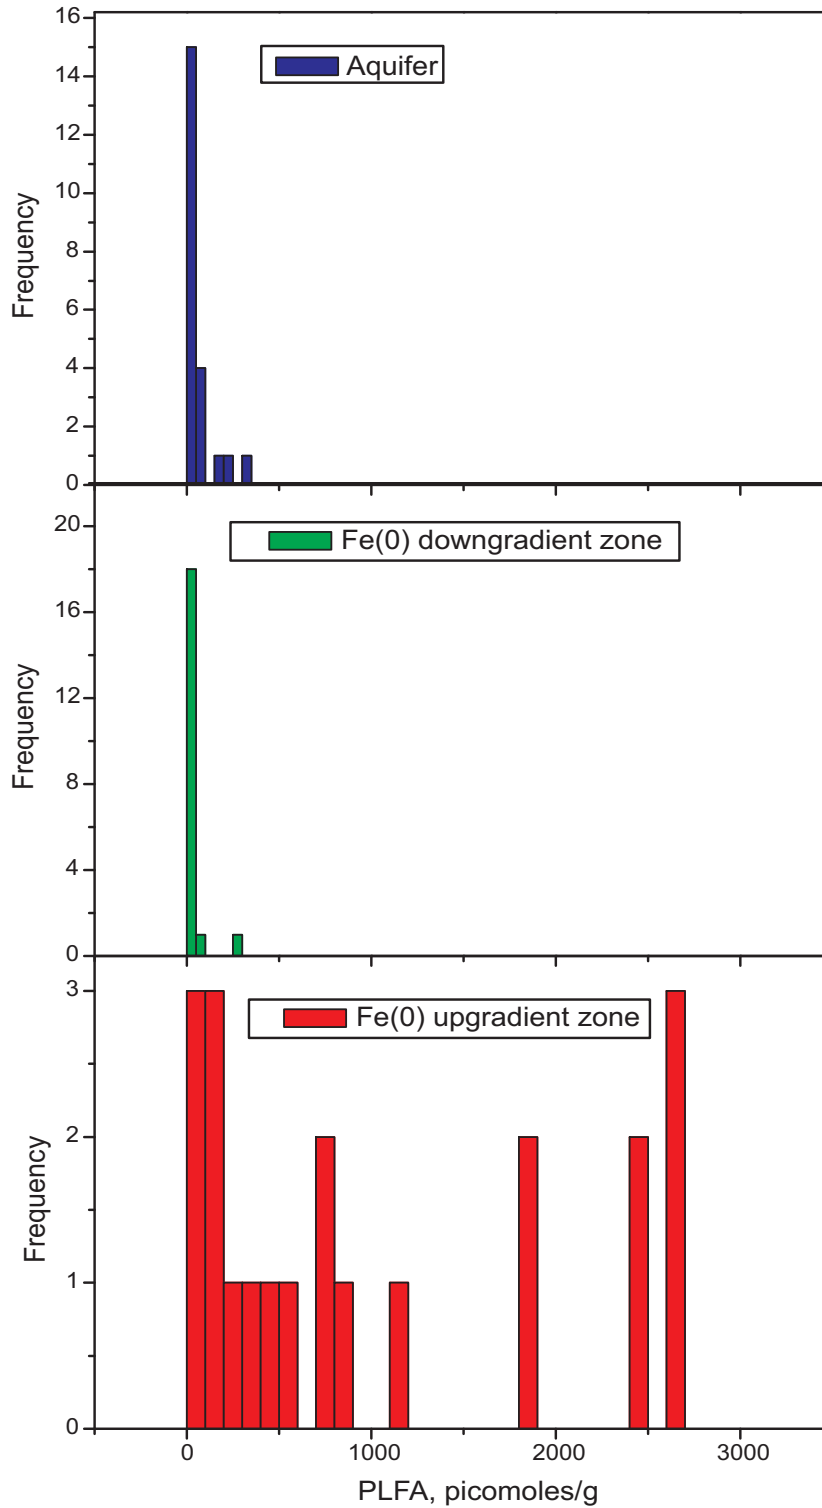 16
14
12
10
8
6
4
2
0
Frequency
Aquifer
20
16
12
8
4
0
Frequency
Fe(0) downgradient zone
3
2
1
0
Frequency
Fe(0) upgradient zone
0 1000 2000 3000
PLFA, picomoles/g